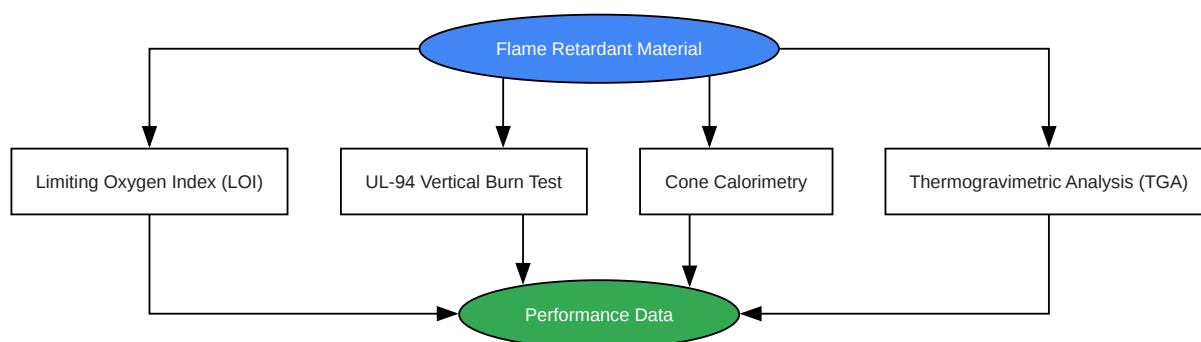 Flame Retardant Material
Limiting Oxygen Index (LOI)
UL-94 Vertical Burn Test
Cone Calorimetry
Thermogravimetric Analysis (TGA)
Performance Data